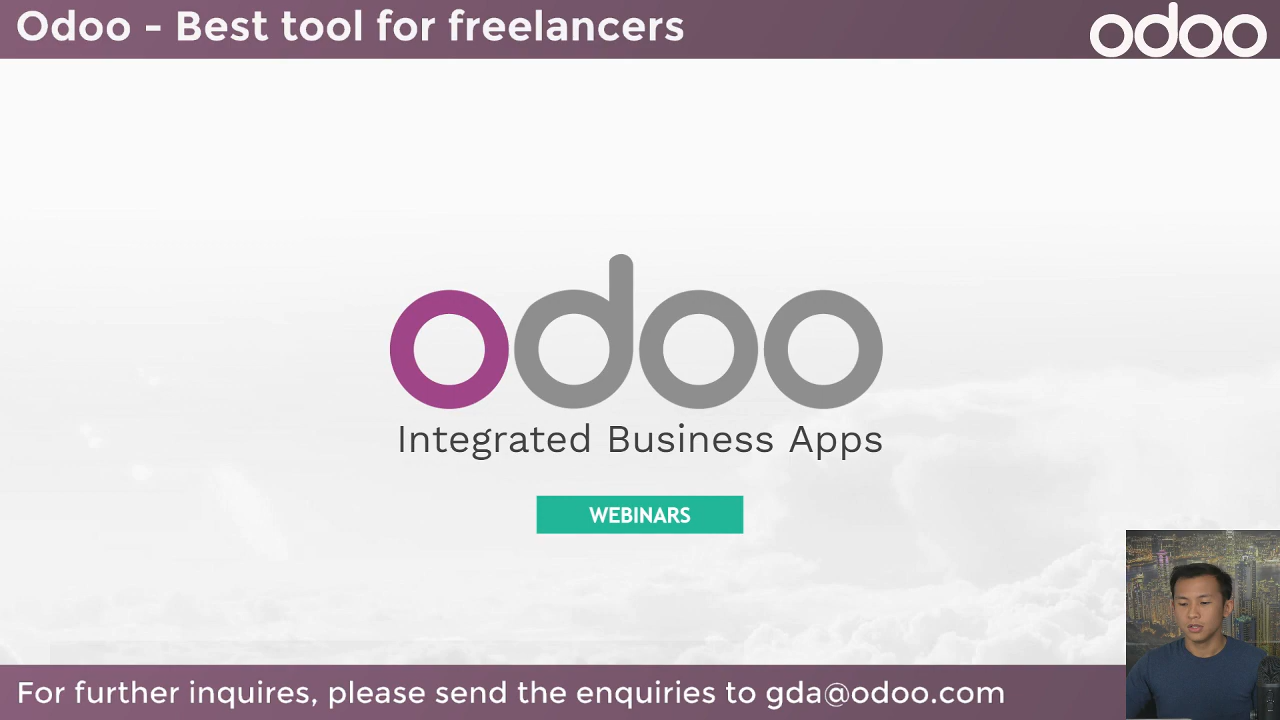 Odoo - Best tool for freelancers
odoo
odoo
Integrated Business Apps
WEBINARS
For further inquires, please send the enquiries to gda@odoo.com